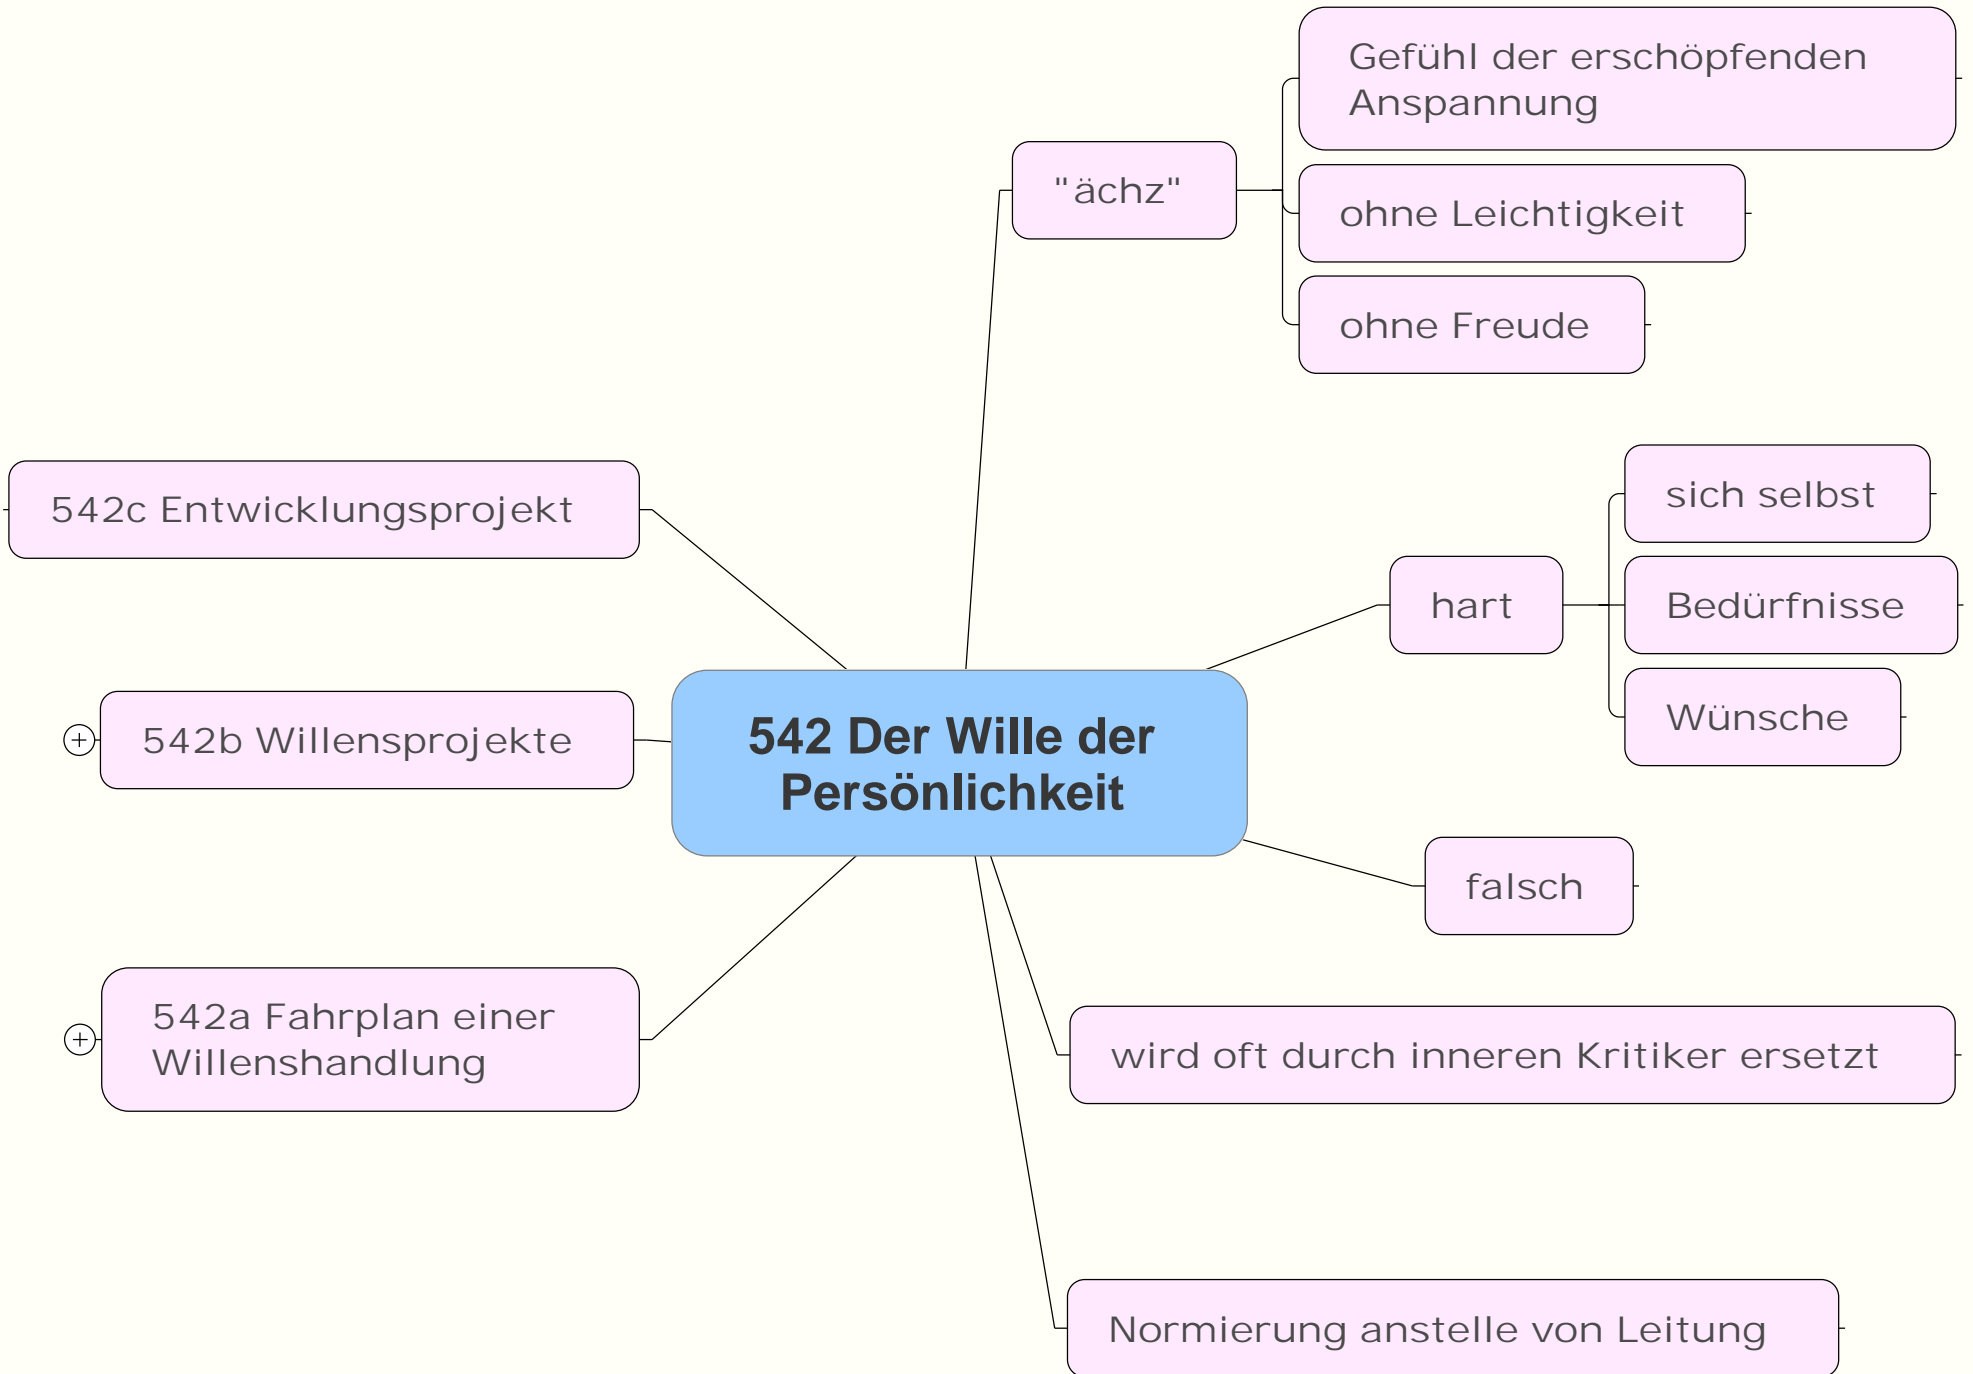 Gefühl der erschöpfenden
Anspannung
"ächz"
ohne Leichtigkeit
ohne Freude
542c Entwicklungsprojekt
sich selbst
hart
Bedürfnisse
Wünsche
542b Willensprojekte
542 Der Wille der
Persönlichkeit
falsch
542a Fahrplan einer
Willenshandlung
wird oft durch inneren Kritiker ersetzt
Normierung anstelle von Leitung